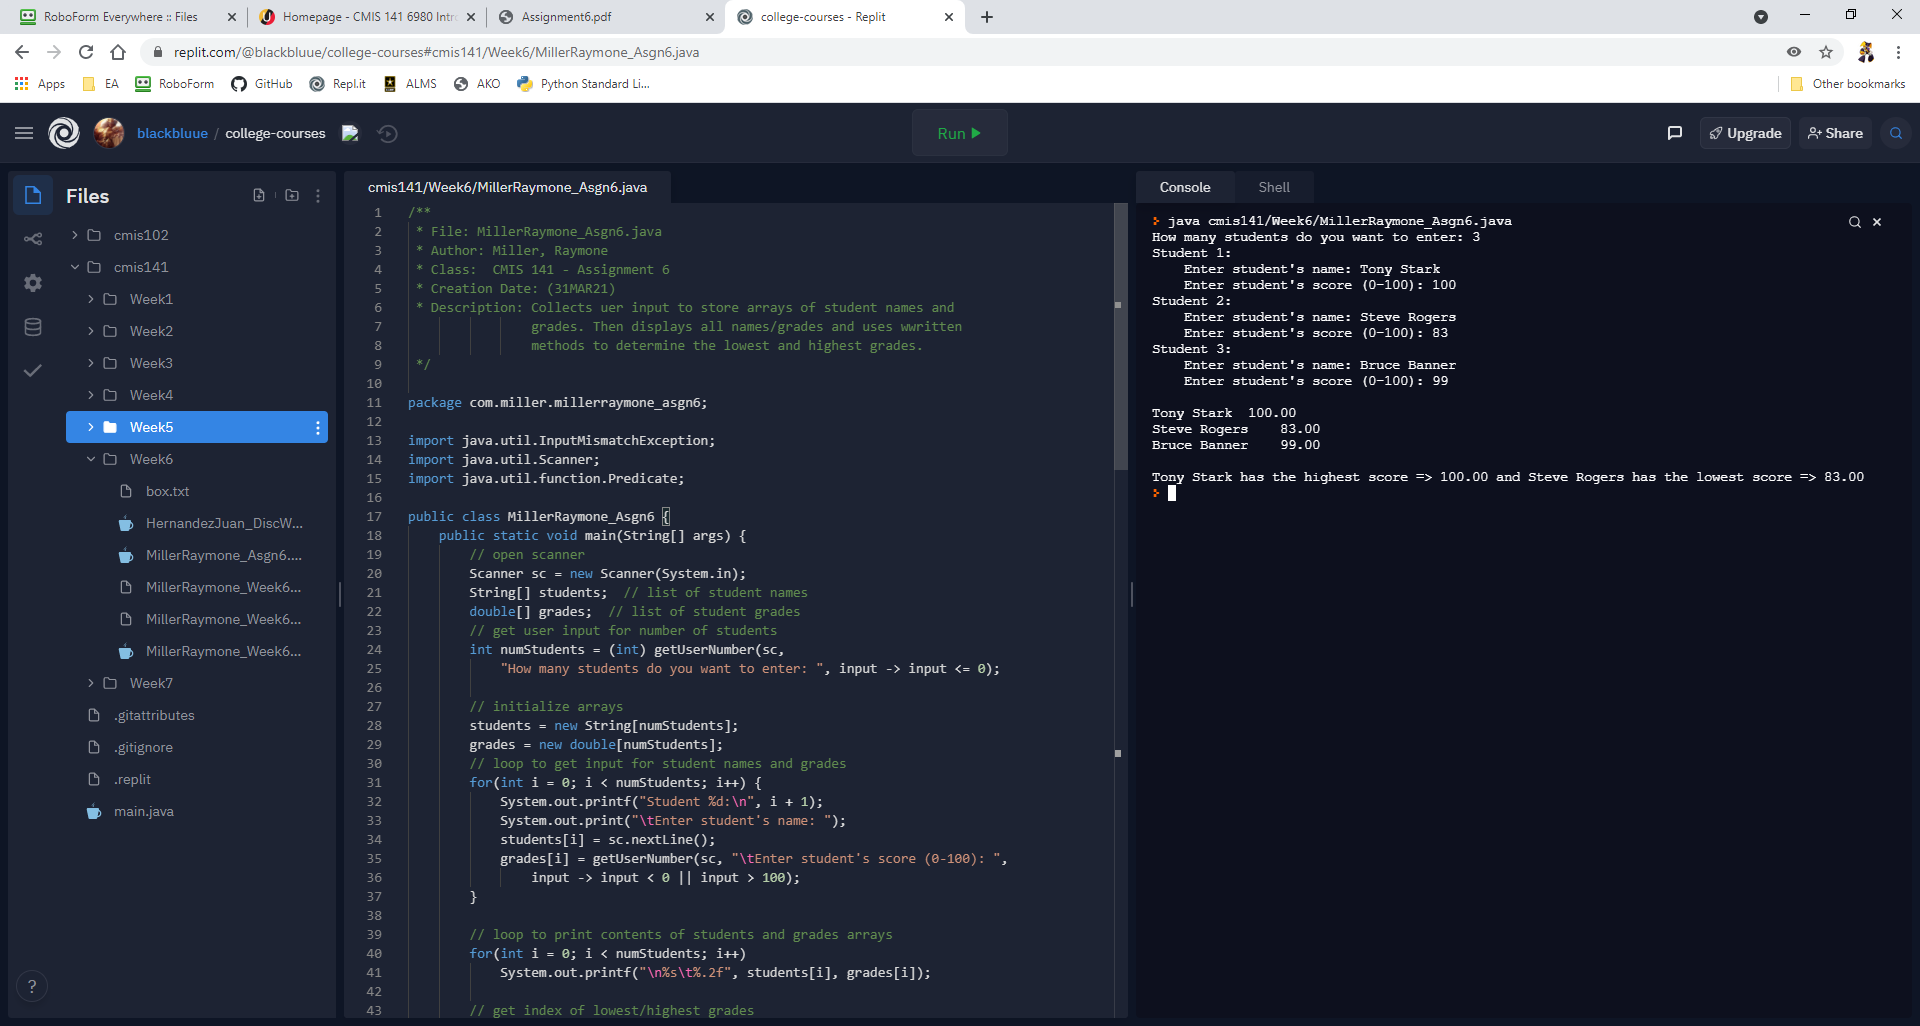 RoboForm Everywhere :: Files
Homepage - CMIS 141 6980 Intro
Assignment6.pdf
college-courses - Replit
replit.com/@blackbluue/college-courses#cmis141/Week6/MillerRaymone_Asgn6.java
Apps
EA
RoboForm
GitHub
Repl.it
ALMS
AKO
Python Standard Li...
Other bookmarks
blackbluue / college-courses
Run
Upgrade
Share
Files
cmis102
cmis141
Week1
Week2
Week3
Week4
Week5
Week6
box.txt
HernandezJuan_DiscW...
MillerRaymone_Asgn6....
MillerRaymone_Week6...
MillerRaymone_Week6...
MillerRaymone_Week6...
Week7
.gitattributes
.gitignore
.replit
main.java
?
cmis141/Week6/MillerRaymone_Asgn6.java
1 /**
2 * File: MillerRaymone_Asgn6.java
3 * Author: Miller, Raymone
4 * Class:  CMIS 141 - Assignment 6
5 * Creation Date: (31MAR21)
6 * Description: Collects uer input to store arrays of student names and
7 grades. Then displays all names/grades and uses wwritten
8 methods to determine the lowest and highest grades.
9 */
10
11 package com.miller.millerraymone_asgn6;
12
13 import java.util.InputMismatchException;
14 import java.util.Scanner;
15 import java.util.function.Predicate;
16
17 public class MillerRaymone_Asgn6 {
18 public static void main(String[] args) {
19 // open scanner
20 Scanner sc = new Scanner(System.in);
21 String[] students;  // list of student names
22 double[] grades;  // list of student grades
23 // get user input for number of students
24 int numStudents = (int) getUserNumber(sc,
25 "How many students do you want to enter: ", input -> input <= 0);
26
27 // initialize arrays
28 students = new String[numStudents];
29 grades = new double[numStudents];
30 // loop to get input for student names and grades
31 for(int i = 0; i < numStudents; i++) {
32 System.out.printf("Student %d:\n", i + 1);
33 System.out.print("\tEnter student's name: ");
34 students[i] = sc.nextLine();
35 grades[i] = getUserNumber(sc, "\tEnter student's score (0-100): ",
36 input -> input < 0 || input > 100);
37 }
38
39 // loop to print contents of students and grades arrays
40 for(int i = 0; i < numStudents; i++)
41 System.out.printf("\n%s\t%.2f", students[i], grades[i]);
42
43 // get index of lowest/highest grades
Console
Shell
java cmis141/Week6/MillerRaymone_Asgn6.java
How many students do you want to enter: 3
Student 1:
Enter student's name: Tony Stark
Enter student's score (0-100): 100
Student 2:
Enter student's name: Steve Rogers
Enter student's score (0-100): 83
Student 3:
Enter student's name: Bruce Banner
Enter student's score (0-100): 99
Tony Stark  100.00
Steve Rogers    83.00
Bruce Banner    99.00
Tony Stark has the highest score => 100.00 and Steve Rogers has the lowest score => 83.00